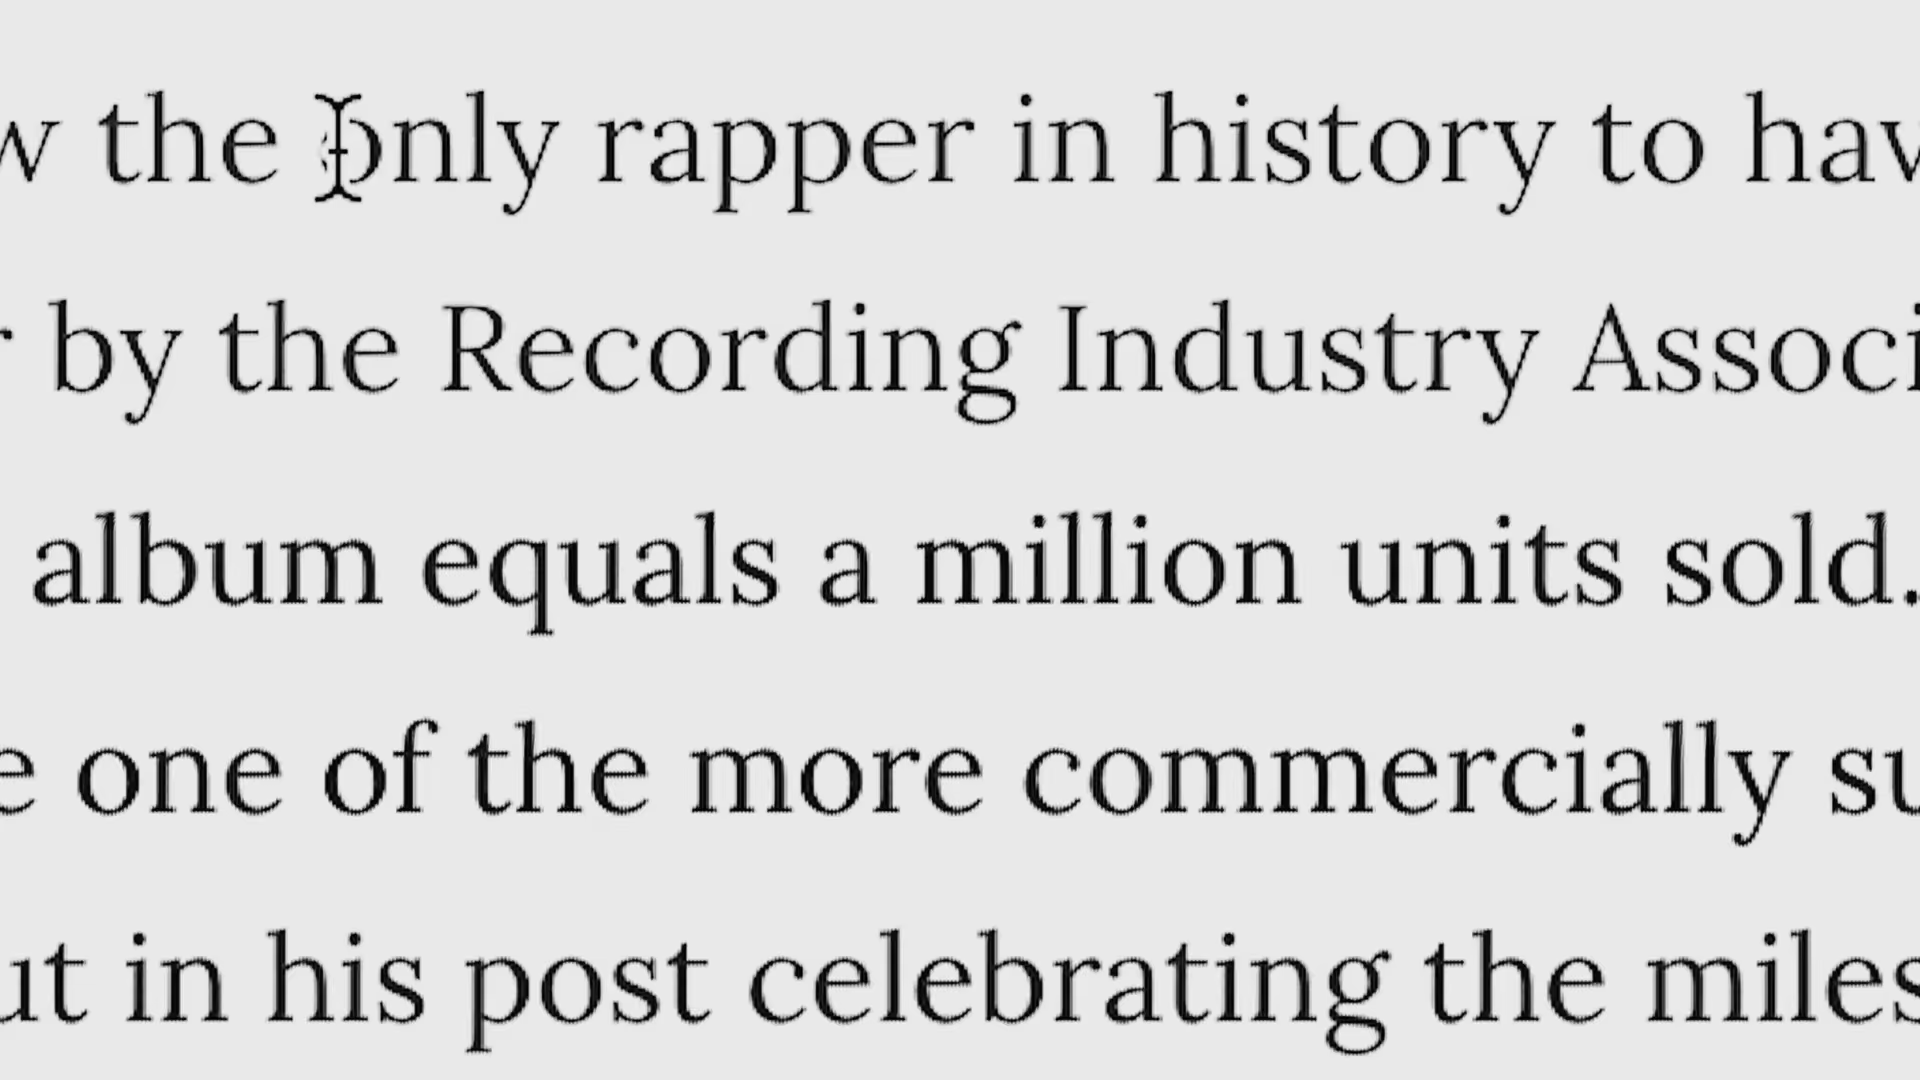 w the only rapper in history to hav
r by the Recording Industry Associ
album equals a million units sold.
e one of the more commercially su
ut in his post celebrating the miles